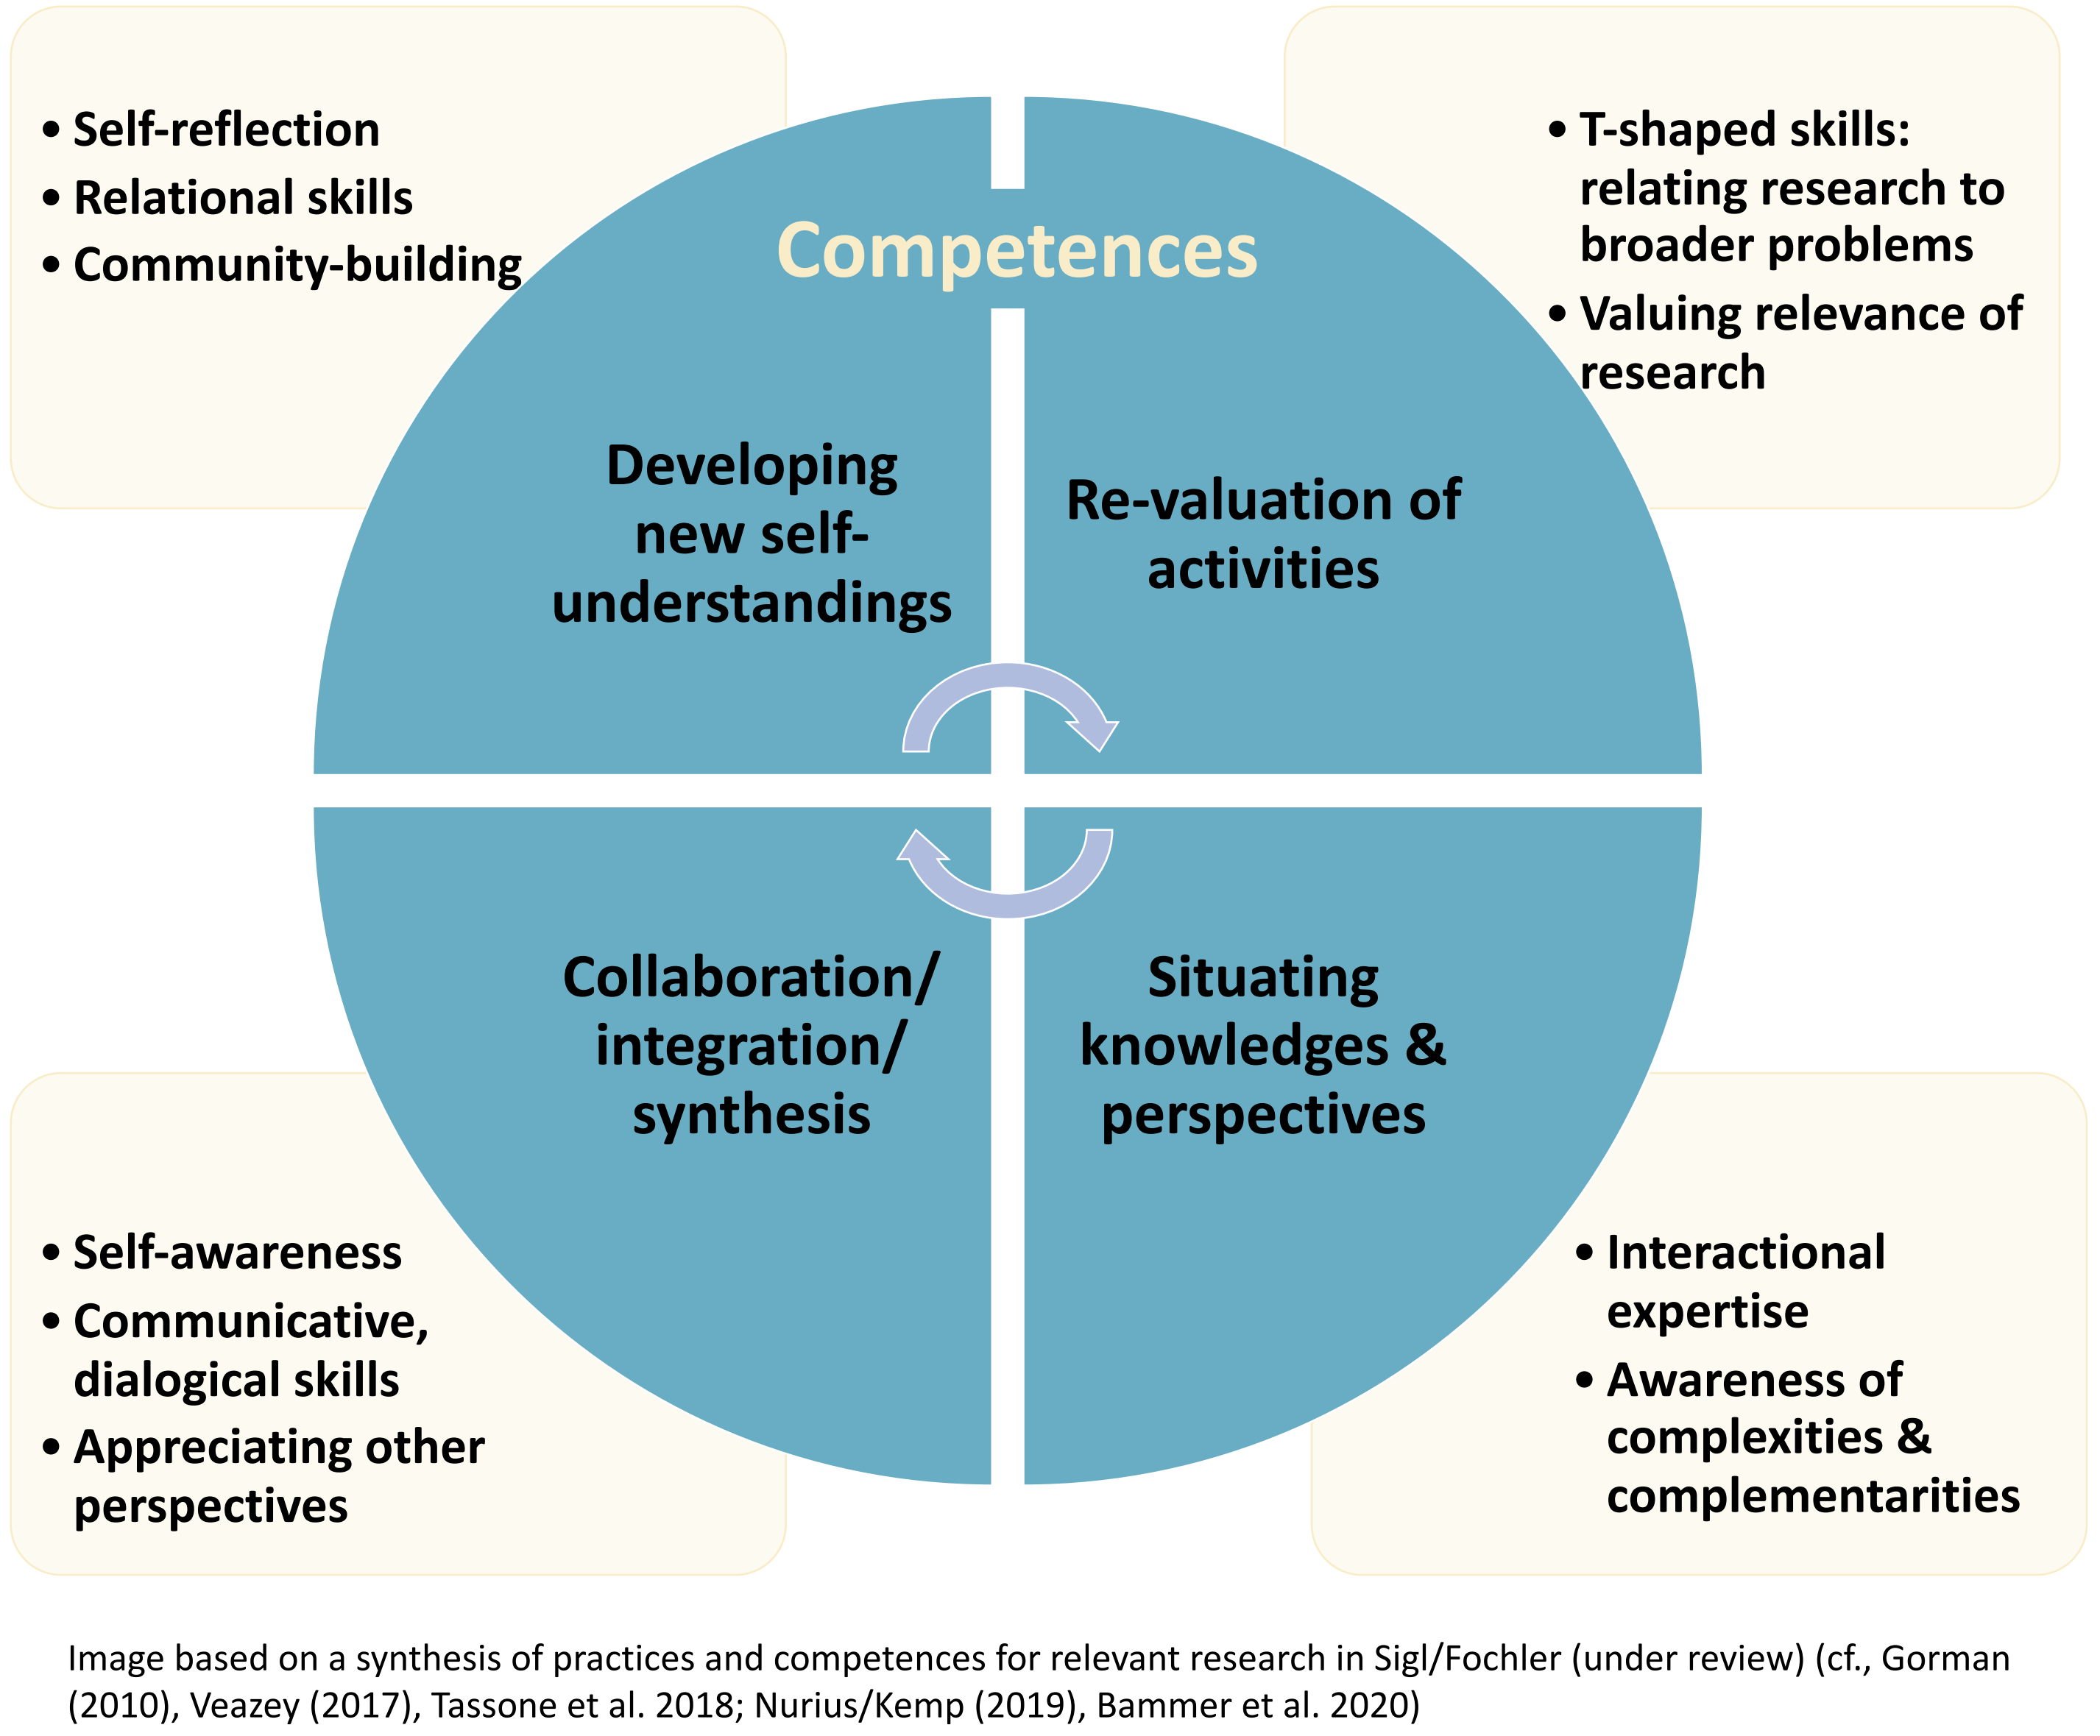 • Self-reflection
• Relational skills
• Community-building
• T-shaped skills:
relating research to
broader problems
• Valuing relevance of
research
Competences
Developing
new self-
understandings
Re-valuation of
activities
Collaboration/
integration/
synthesis
Situating
knowledges &
perspectives
• Self-awareness
• Communicative,
dialogical skills
• Appreciating other
perspectives
• Interactional
expertise
• Awareness of
complexities &
complementarities
Image based on a synthesis of practices and competences for relevant research in Sigl/Fochler (under review) (cf., Gorman
(2010), Veazey (2017), Tassone et al. 2018; Nurius/Kemp (2019), Bammer et al. 2020)